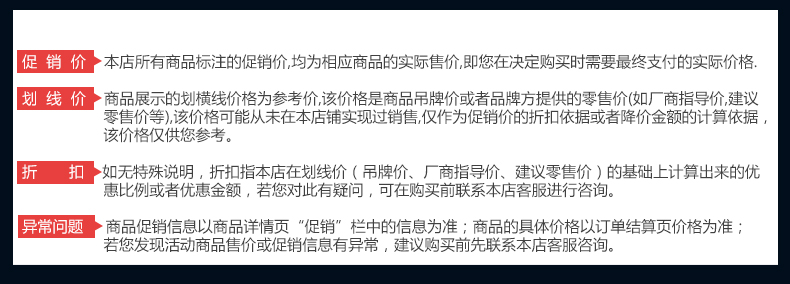 促销价 本店所有商品标注的促销价,均为相应商品的实际售价,即您在决定购买时需要最终支付的实际价格.
划线价 商品展示的划横线价格为参考价,该价格是商品吊牌价或者品牌方提供的零售价(如厂商指导价,建议
零售价等),该价格可能从未在本店铺实现过销售,仅作为促销价的折扣依据或者降价金额的计算依据，
该价格仅供您参考。
折扣 如无特殊说明，折扣指本店在划线价（吊牌价、厂商指导价、建议零售价）的基础上计算出来的优
惠比例或者优惠金额，若您对此有疑问，可在购买前联系本店客服进行咨询。
异常问题 商品促销信息以商品详情页“促销”栏中的信息为准；商品的具体价格以订单结算页价格为准；
若您发现活动商品售价或促销信息有异常，建议购买前先联系本店客服咨询。